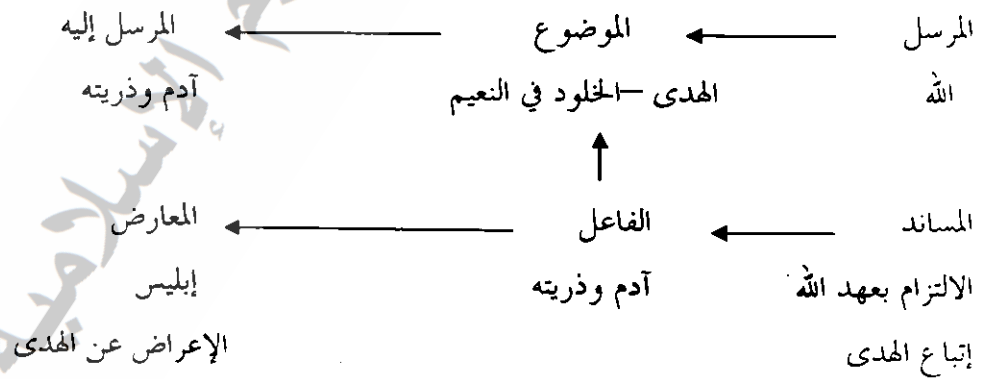 المرسل الموضوع المرسل إليه
الله الهدى –الخلود في النعيم آدم وذريته
المساند الفاعل المعارض
الالتزام بعهد الله آدم وذريته إبليس
إتباع الهدى الإعراض عن الهدى